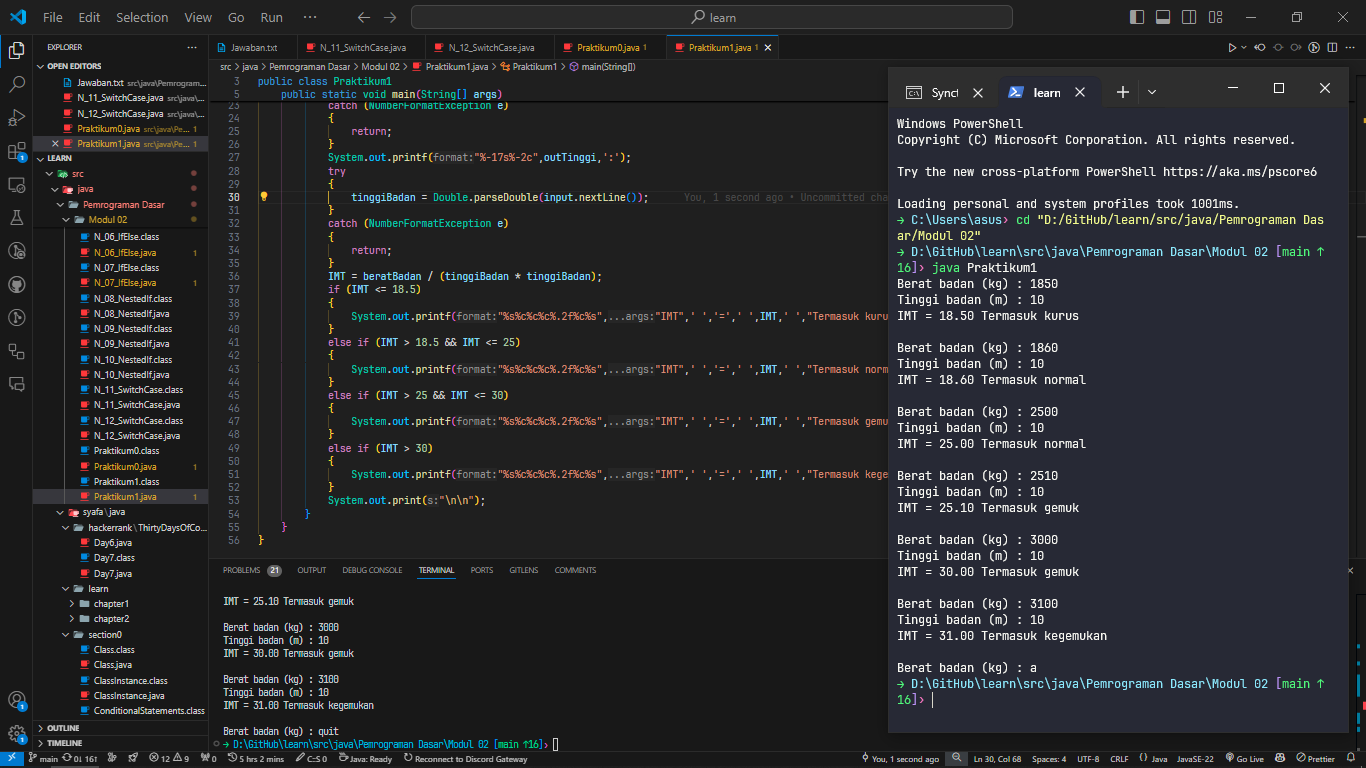 File Edit Selection View Go Run ··· learn
EXPLORER
OPEN EDITORS
Jawaban.txt src\java\Pemrogram...
N_11_SwitchCase.java src\java\...
N_12_SwitchCase.java src\java\...
Praktikum0.java src\java\Pe... 1
Praktikum1.java src\java\Pe... 1
LEARN
src
java
Pemrograman Dasar
Modul 02
N_06_IfElse.class
N_06_IfElse.java 1
N_07_IfElse.class
N_07_IfElse.java 1
N_08_NestedIf.class
N_08_NestedIf.java
N_09_NestedIf.class
N_09_NestedIf.java
N_10_NestedIf.class
N_10_NestedIf.java
N_11_SwitchCase.class
N_11_SwitchCase.java
N_12_SwitchCase.class
N_12_SwitchCase.java
Praktikum0.class
Praktikum0.java 1
Praktikum1.class
Praktikum1.java 1
syafa\java
hackerrank\ThirtyDaysOfCo...
Day6.java
Day7.class
Day7.java
learn
chapter1
chapter2
section0
Class.class
Class.java
ClassInstance.class
ClassInstance.java
ConditionalStatements.class
OUTLINE
TIMELINE
Jawaban.txt N_11_SwitchCase.java N_12_SwitchCase.java Praktikum0.java 1 Praktikum1.java 1
src > java > Pemrograman Dasar > Modul 02 > Praktikum1.java > Praktikum1 > main(String[])
3 public class Praktikum1
5 public static void main(String[] args)
23 catch (NumberFormatException e)
24 {
25 return;
26 }
27 System.out.printf(format:"%-17s%-2c",outTinggi,':');
28 try
29 {
30 tinggiBadan = Double.parseDouble(input.nextLine()); You, 1 second ago • Uncommitted cha
31 }
32 catch (NumberFormatException e)
33 {
34 return;
35 }
36 IMT = beratBadan / (tinggiBadan * tinggiBadan);
37 if (IMT <= 18.5)
38 {
39 System.out.printf(format:"%s%c%c%c%.2f%c%s",...args:"IMT",' ','=',' ',IMT,' ',"Termasuk kurus
40 }
41 else if (IMT > 18.5 && IMT <= 25)
42 {
43 System.out.printf(format:"%s%c%c%c%.2f%c%s",...args:"IMT",' ','=',' ',IMT,' ',"Termasuk norm
44 }
45 else if (IMT > 25 && IMT <= 30)
46 {
47 System.out.printf(format:"%s%c%c%c%.2f%c%s",...args:"IMT",' ','=',' ',IMT,' ',"Termasuk gemu
48 }
49 else if (IMT > 30)
50 {
51 System.out.printf(format:"%s%c%c%c%.2f%c%s",...args:"IMT",' ','=',' ',IMT,' ',"Termasuk kege
52 }
53 System.out.print(s:"\n\n");
54 }
55 }
56 }
PROBLEMS 21 OUTPUT DEBUG CONSOLE TERMINAL PORTS GITLENS COMMENTS
IMT = 25.10 Termasuk gemuk
Berat badan (kg) : 3000
Tinggi badan (m) : 10
IMT = 30.00 Termasuk gemuk
Berat badan (kg) : 3100
Tinggi badan (m) : 10
IMT = 31.00 Termasuk kegemukan
Berat badan (kg) : quit
→ D:\GitHub\learn\src\java\Pemrograman Dasar\Modul 02 [main ↑16]›
Synct learn
Windows PowerShell
Copyright (C) Microsoft Corporation. All rights reserved.
Try the new cross-platform PowerShell https://aka.ms/pscore6
Loading personal and system profiles took 1001ms.
→ C:\Users\asus› cd "D:/GitHub/learn/src/java/Pemrograman Das
ar/Modul 02"
→ D:\GitHub\learn\src\java\Pemrograman Dasar\Modul 02 [main ↑
16]› java Praktikum1
Berat badan (kg) : 1850
Tinggi badan (m) : 10
IMT = 18.50 Termasuk kurus
Berat badan (kg) : 1860
Tinggi badan (m) : 10
IMT = 18.60 Termasuk normal
Berat badan (kg) : 2500
Tinggi badan (m) : 10
IMT = 25.00 Termasuk normal
Berat badan (kg) : 2510
Tinggi badan (m) : 10
IMT = 25.10 Termasuk gemuk
Berat badan (kg) : 3000
Tinggi badan (m) : 10
IMT = 30.00 Termasuk gemuk
Berat badan (kg) : 3100
Tinggi badan (m) : 10
IMT = 31.00 Termasuk kegemukan
Berat badan (kg) : a
→ D:\GitHub\learn\src\java\Pemrograman Dasar\Modul 02 [main ↑
16]›
main 0↓ 16↑ 12 9 0 5 hrs 2 mins C:S 0 Java: Ready Reconnect to Discord Gateway You, 1 second ago Ln 30, Col 68 Spaces: 4 UTF-8 CRLF {} Java JavaSE-22 Go Live Prettier